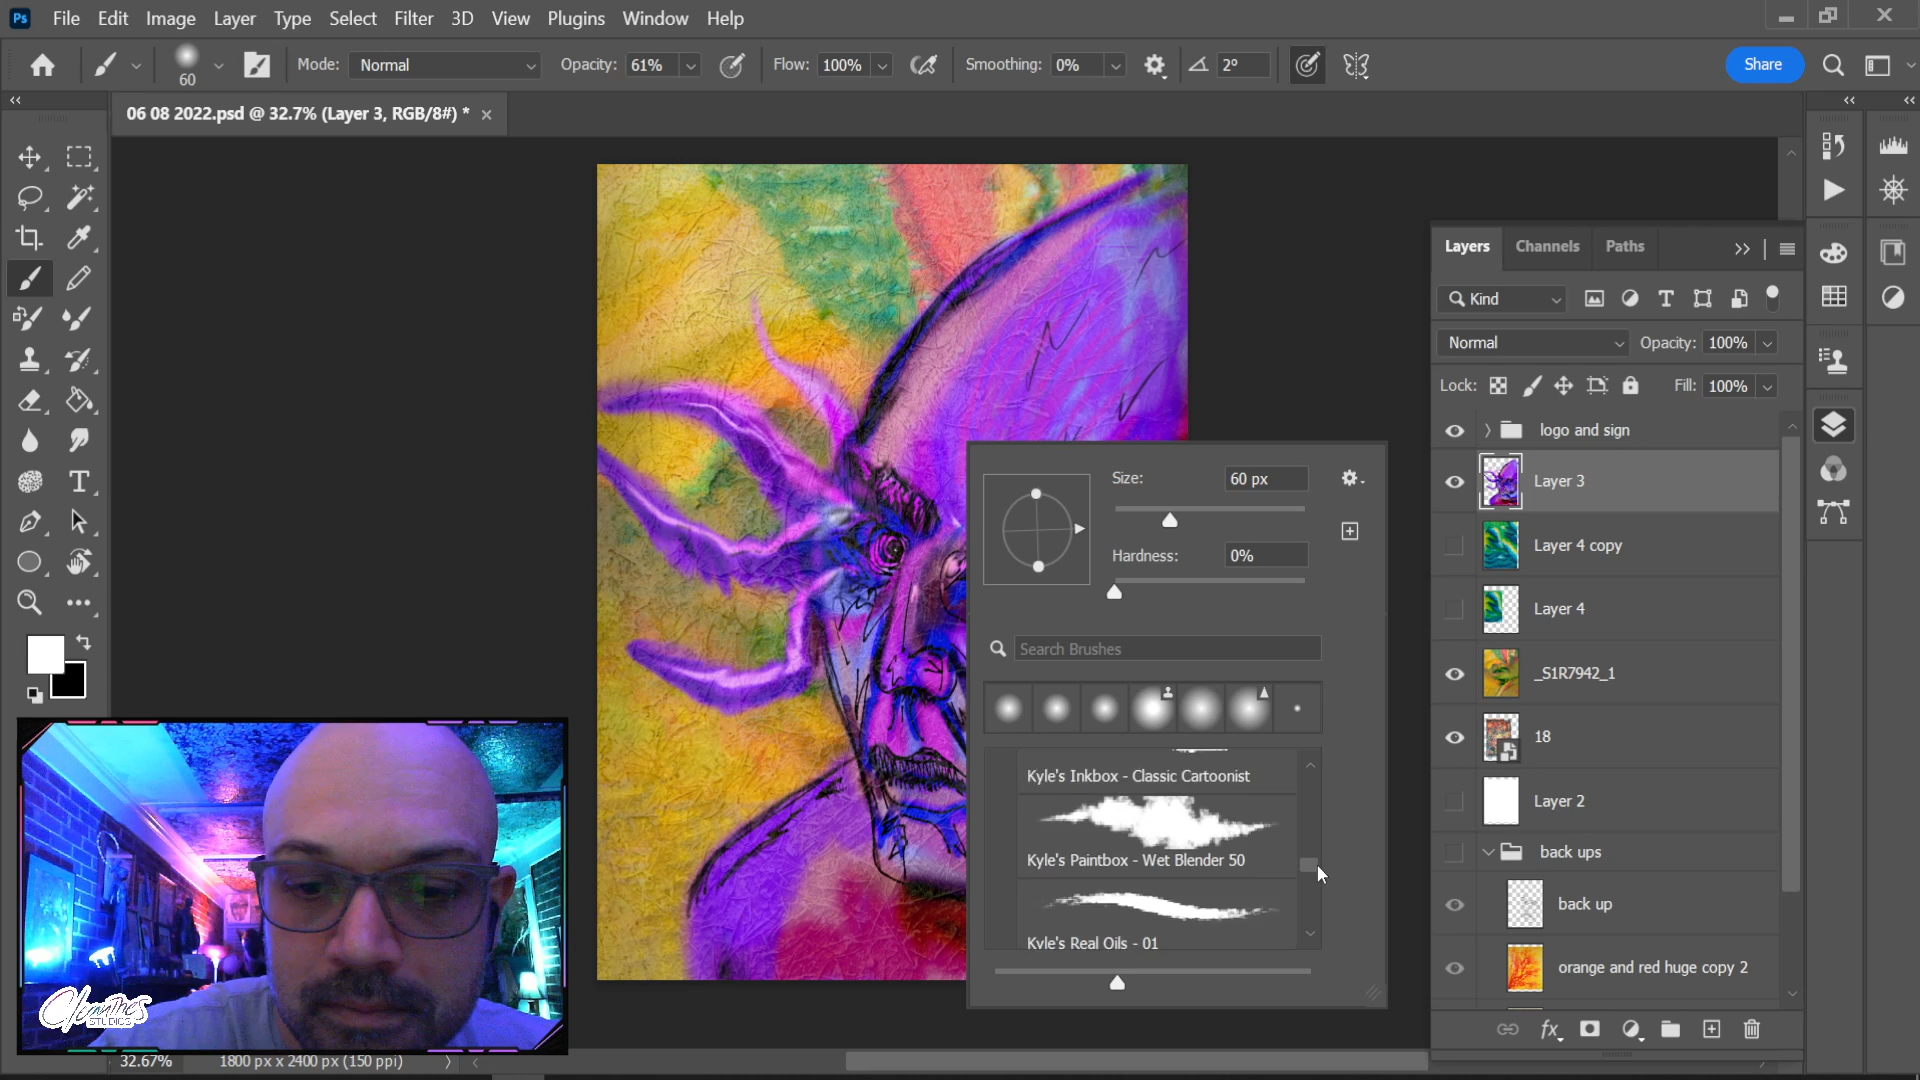 Ps File Edit Image Layer Type Select Filter 3D View Plugins Window Help
60 Mode: Normal Opacity: 61% Flow: 100% Smoothing: 0% 2° Share
06 08 2022.psd @ 32.7% (Layer 3, RGB/8#) *
Layers Channels Paths
Kind
Normal Opacity: 100%
Lock: Fill: 100%
logo and sign
Layer 3
Layer 4 copy
Layer 4
_S1R7942_1
18
Layer 2
back ups
back up
orange and red huge copy 2
Size: 60 px
Hardness: 0%
Search Brushes
Kyle's Inkbox - Classic Cartoonist
Kyle's Paintbox - Wet Blender 50
Kyle's Real Oils - 01
STUDIOS
32.67% 1800 px x 2400 px (150 ppi)